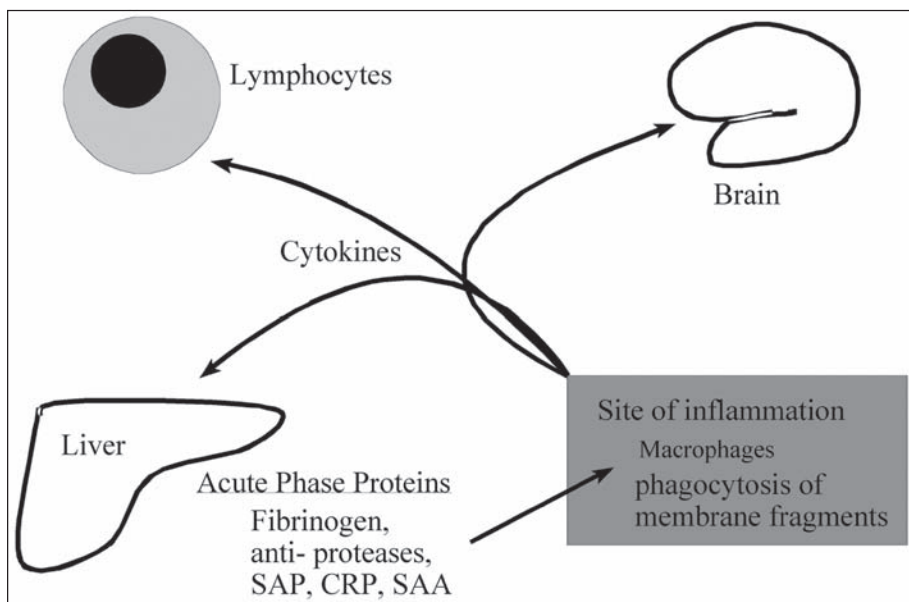 Lymphocytes
Brain
Cytokines
Liver
Acute Phase Proteins
Fibrinogen,
anti- proteases,
SAP, CRP, SAA
Site of inflammation
Macrophages
phagocytosis of
membrane fragments